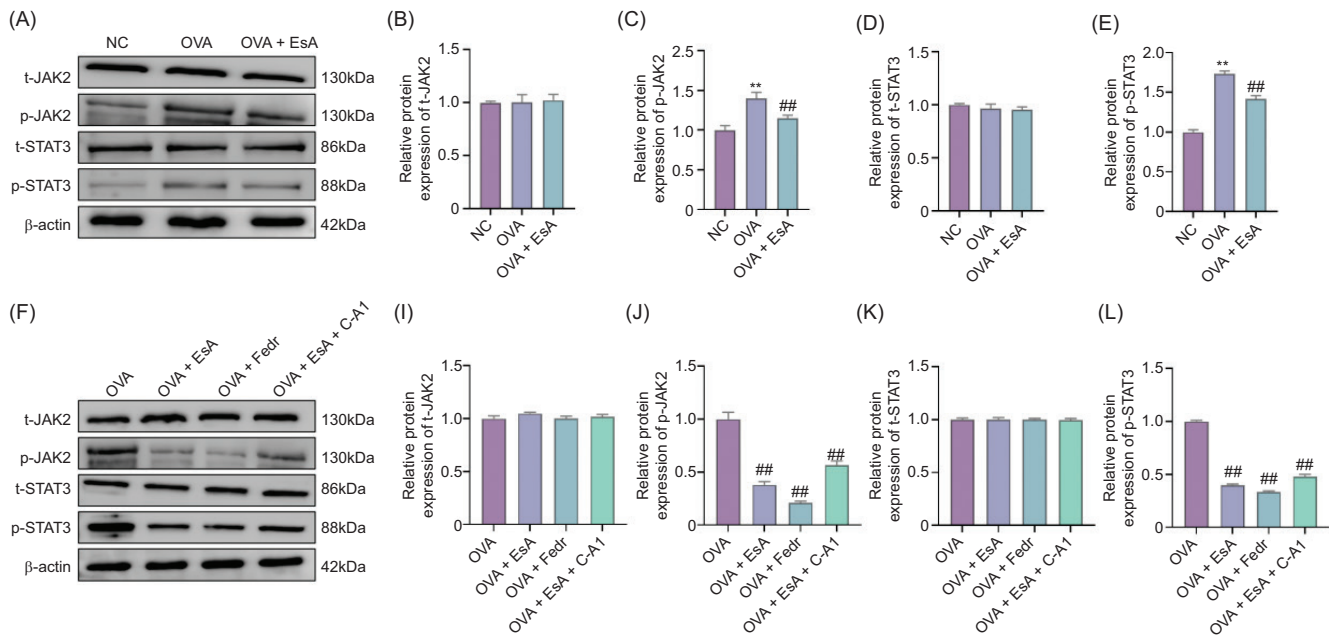 (A)
NC OVA OVA + EsA
t-JAK2 130kDa
p-JAK2 130kDa
t-STAT3 86kDa
p-STAT3 88kDa
β-actin 42kDa
(B)
Relative protein
expression of t-JAK2
1.5
1.0
0.5
0
NC
OVA
OVA + EsA
(C)
Relative protein
expression of p-JAK2
2.5
2.0
1.5
1.0
0.5
0
**
##
NC
OVA
OVA + EsA
(D)
Relative protein
expression of t-STAT3
1.5
1.0
0.5
0
NC
OVA
OVA + EsA
(E)
Relative protein
expression of p-STAT3
2.0
1.5
1.0
0.5
0
**
##
NC
OVA
OVA + EsA
(F)
OVA
OVA + EsA
OVA + Fedr
OVA + EsA + C-A1
t-JAK2 130kDa
p-JAK2 130kDa
t-STAT3 86kDa
p-STAT3 88kDa
β-actin 42kDa
(I)
Relative protein
expression of t-JAK2
1.5
1.0
0.5
0
OVA
OVA + EsA
OVA + Fedr
OVA + EsA + C-A1
(J)
Relative protein
expression of p-JAK2
1.5
1.0
0.5
0
##
##
##
OVA
OVA + EsA
OVA + Fedr
OVA + EsA + C-A1
(K)
Relative protein
expression of t-STAT3
1.5
1.0
0.5
0
OVA
OVA + EsA
OVA + Fedr
OVA + EsA + C-A1
(L)
Relative protein
expression of p-STAT3
1.5
1.0
0.5
0
##
##
##
OVA
OVA + EsA
OVA + Fedr
OVA + EsA + C-A1